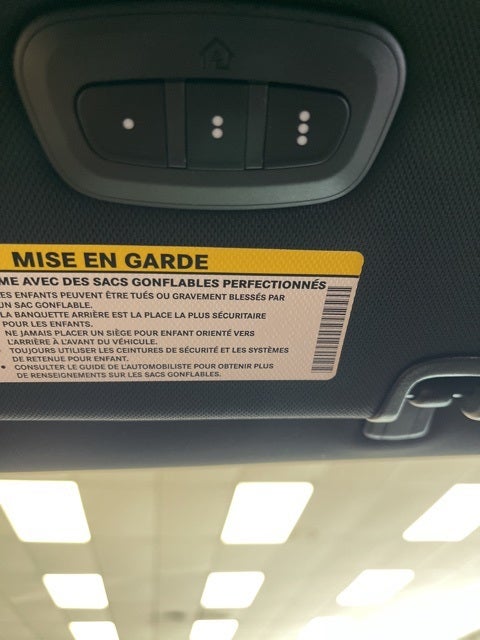 MISE EN GARDE
ME AVEC DES SACS GONFLABLES PERFECTIONNÉS
ES ENFANTS PEUVENT ÊTRE TUÉS OU GRAVEMENT BLESSÉS PAR
UN SAC GONFLABLE.
LA BANQUETTE ARRIÈRE EST LA PLACE LA PLUS SÉCURITAIRE
POUR LES ENFANTS.
NE JAMAIS PLACER UN SIÈGE POUR ENFANT ORIENTÉ VERS
L'ARRIÈRE À L'AVANT DU VÉHICULE.
TOUJOURS UTILISER LES CEINTURES DE SÉCURITÉ ET LES SYSTÈMES
DE RETENUE POUR ENFANT.
• CONSULTER LE GUIDE DE L'AUTOMOBILISTE POUR OBTENIR PLUS
DE RENSEIGNEMENTS SUR LES SACS GONFLABLES.